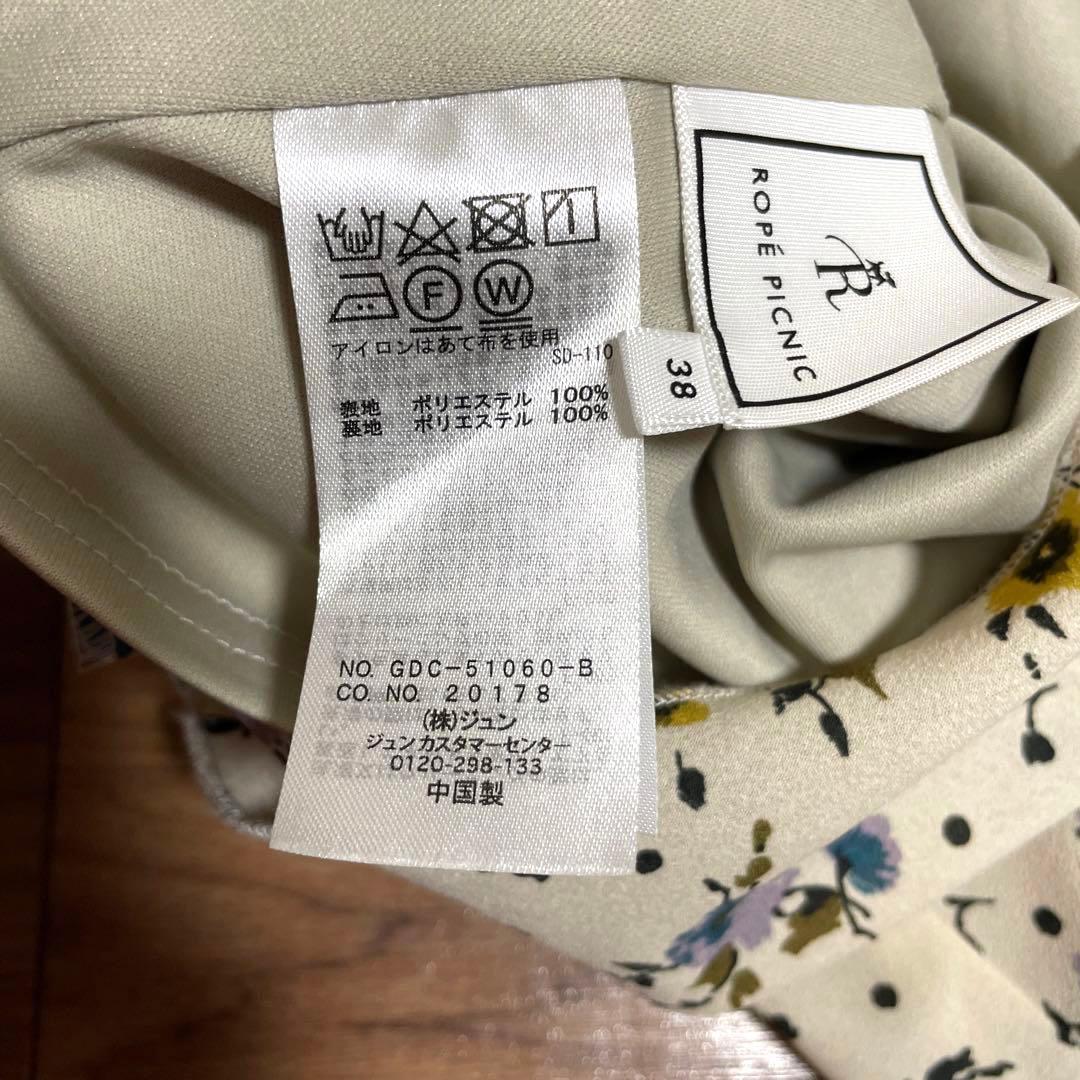 F W
アイロンはあて布を使用
SD-110
表地 ポリエステル 100%
裏地 ポリエステル 100%
NO. GDC-51060-B
CO. NO. 20178
(株)ジュン
ジュンカスタマーセンター
0120-298-133
中国製
38
R
ROPÉ PICNIC